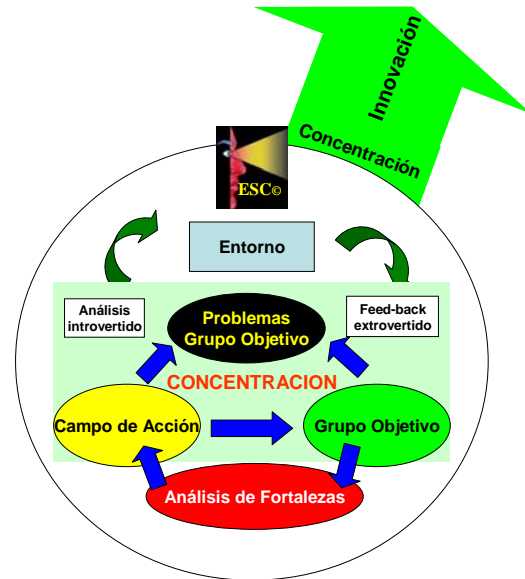 Innovación
Concentración
ESC©
Entorno
Análisis
introvertido
Problemas
Grupo Objetivo
Feed-back
extrovertido
CONCENTRACION
Campo de Acción
Grupo Objetivo
Análisis de Fortalezas